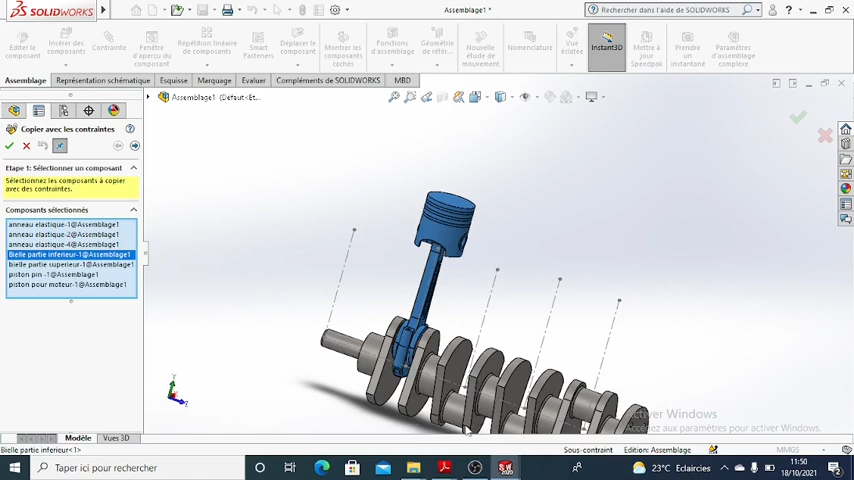 SOLIDWORKS
Assemblage1 *
Rechercher dans l'aide de SOLIDWORKS
Editer le composant
Insérer des composants
Contrainte
Fenêtre d'aperçu du composant
Répétition linéaire de composants
Smart Fasteners
Déplacer le composant
Montrer les composants cachés
Fonctions d'assemblage
Géométrie de référ...
Nouvelle étude de mouvement
Nomenclature
Vue éclatée
Instant3D
Mettre à jour Speedpak
Prendre un instantané
Paramètres d'assemblage complexe
Assemblage
Représentation schématique
Esquisse
Marquage
Evaluer
Compléments de SOLIDWORKS
MBD
Assemblage1 (Défaut<Et...
Copier avec les contraintes
Etape 1: Sélectionner un composant
Sélectionnez les composants à copier
avec des contraintes.
Composants sélectionnés
anneau elastique-1@Assemblage1
anneau elastique-2@Assemblage1
anneau elastique-4@Assemblage1
Bielle partie inferieur-1@Assemblage1
bielle partie superieur-1@Assemblage1
piston pin -1@Assemblage1
piston pour moteur-1@Assemblage1
Y
Z
Activer Windows
Accédez aux paramètres pour activer Windows.
Modèle
Vues 3D
Bielle partie inferieur<1>
Sous-contraint
Edition: Assemblage
MMGS
Taper ici pour rechercher
SW
2020
23°C Eclaircies
11:50
18/10/2021
2